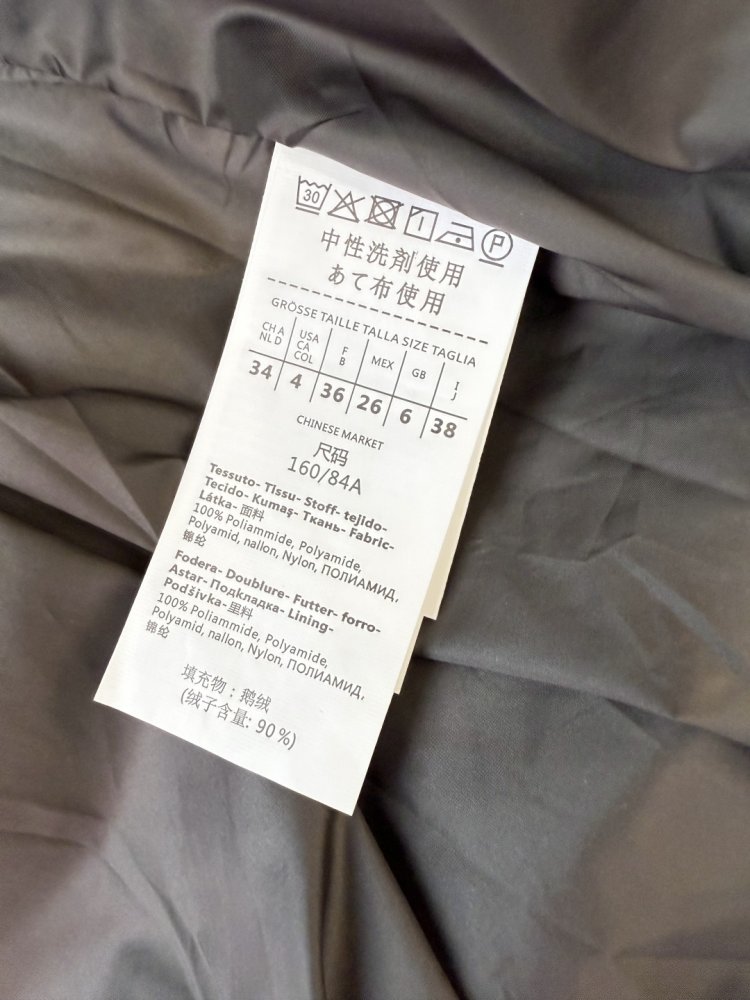 30
1
P
中性洗剤使用
あて布使用
GRÖSSE TAILLE TALLA SIZE TAGLIA
CH A NL D | USA CA COL | F B | MEX | GB | I J
34 | 4 | 36 | 26 | 6 | 38
CHINESE MARKET
尺码
160/84A
Tessuto- Tissu- Stoff- tejido-
Tecido- Kumaş- Ткань- Fabric-
Látka- 面料
100% Poliammide, Polyamide,
Polyamid, nallon, Nylon, ПОЛИАМИД,
锦纶
Fodera- Doublure- Futter- forro-
Astar- Подкладка- Lining-
Podšívka- 里料
100% Poliammide, Polyamide,
Polyamid, nallon, Nylon, ПОЛИАМИД,
锦纶
填充物：鹅绒
(绒子含量: 90%)